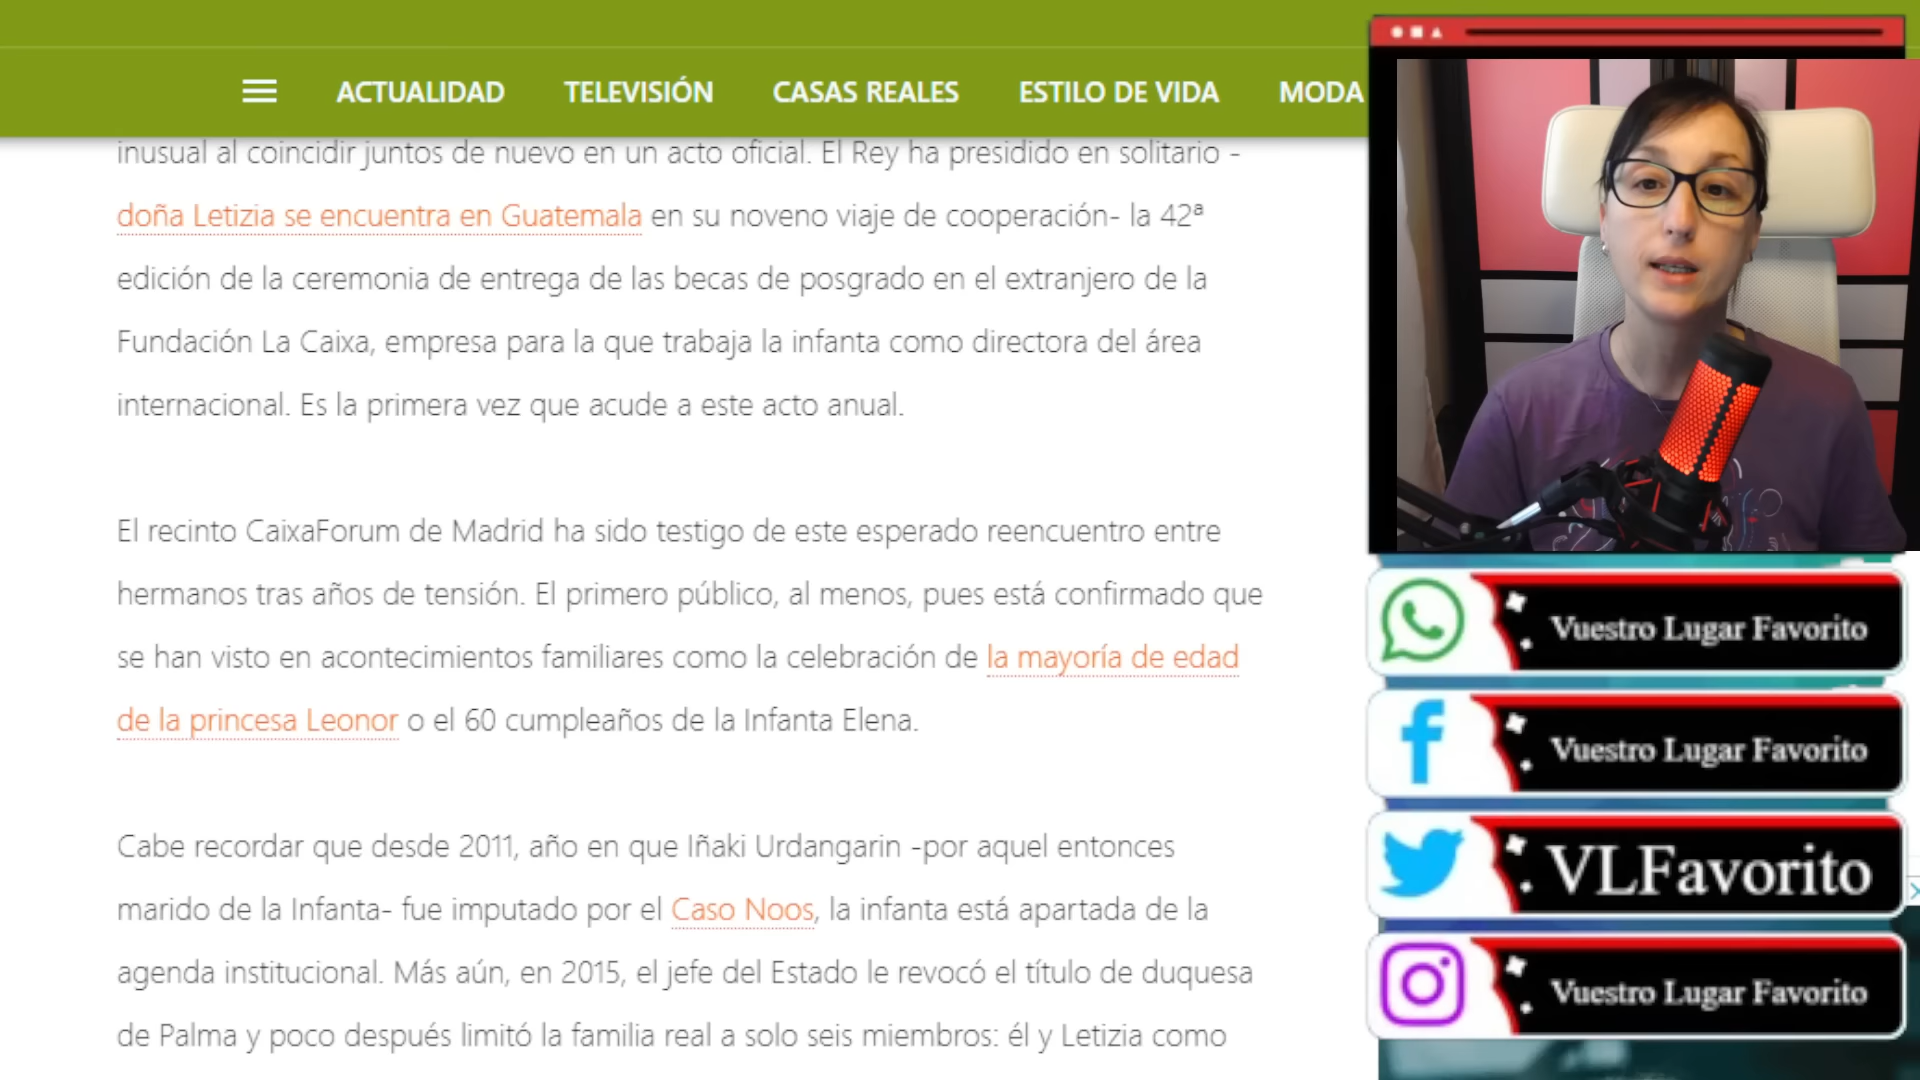 ACTUALIDAD TELEVISIÓN CASAS REALES ESTILO DE VIDA MODA
inusual al coincidir juntos de nuevo en un acto oficial. El Rey ha presidido en solitario -
doña Letizia se encuentra en Guatemala en su noveno viaje de cooperación- la 42ª
edición de la ceremonia de entrega de las becas de posgrado en el extranjero de la
Fundación La Caixa, empresa para la que trabaja la infanta como directora del área
internacional. Es la primera vez que acude a este acto anual.
El recinto CaixaForum de Madrid ha sido testigo de este esperado reencuentro entre
hermanos tras años de tensión. El primero público, al menos, pues está confirmado que
se han visto en acontecimientos familiares como la celebración de la mayoría de edad
de la princesa Leonor o el 60 cumpleaños de la Infanta Elena.
Cabe recordar que desde 2011, año en que Iñaki Urdangarin -por aquel entonces
marido de la Infanta- fue imputado por el Caso Noos, la infanta está apartada de la
agenda institucional. Más aún, en 2015, el jefe del Estado le revocó el título de duquesa
de Palma y poco después limitó la familia real a solo seis miembros: él y Letizia como
Vuestro Lugar Favorito
Vuestro Lugar Favorito
VLFavorito
Vuestro Lugar Favorito